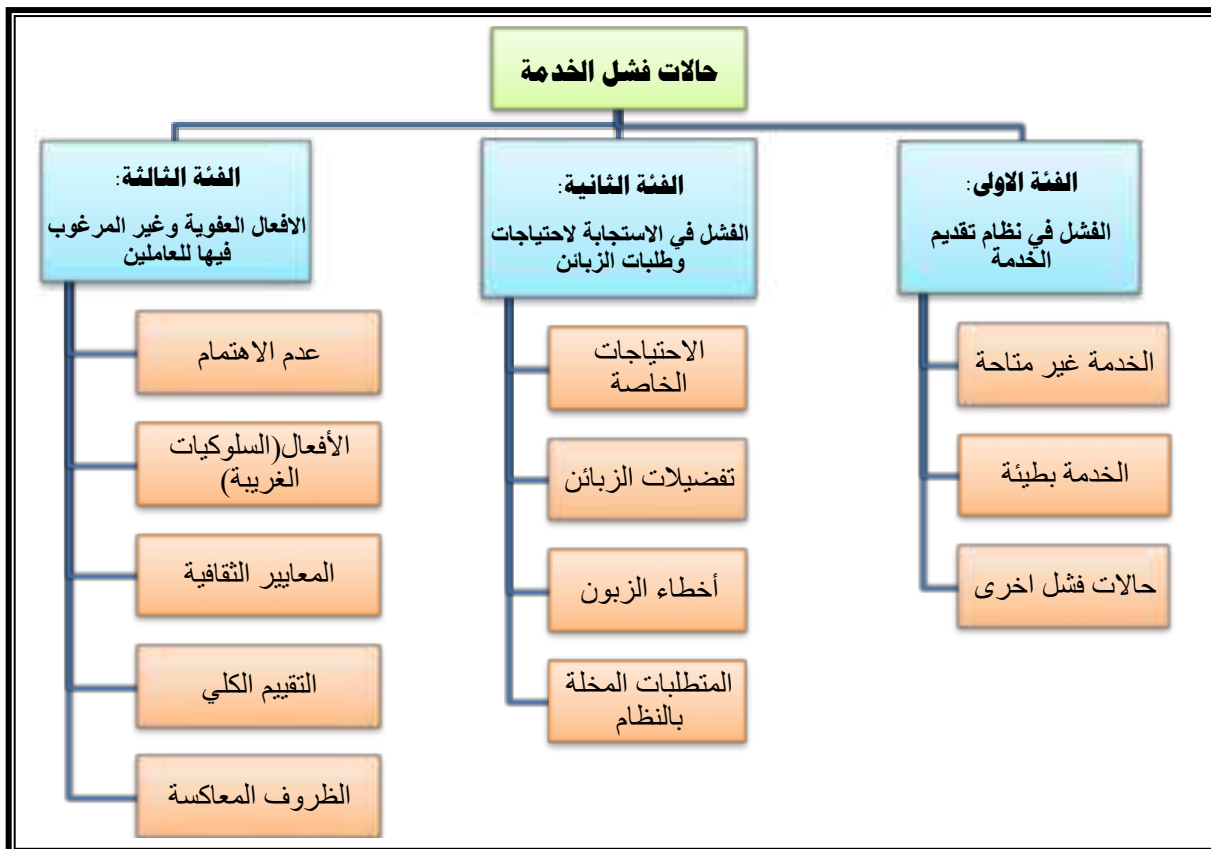 حالات فشل الخدمة
الفئة الاولى:
الفشل في نظام تقديم
الخدمة
الخدمة غير متاحة
الخدمة بطيئة
حالات فشل اخرى
الفئة الثانية:
الفشل في الاستجابة لاحتياجات
وطلبات الزبائن
الاحتياجات
الخاصة
تفضيلات الزبائن
أخطاء الزبون
المتطلبات المخلة
بالنظام
الفئة الثالثة:
الافعال العفوية وغير المرغوب
فيها للعاملين
عدم الاهتمام
الأفعال(السلوكيات
الغريبة)
المعايير الثقافية
التقييم الكلي
الظروف المعاكسة